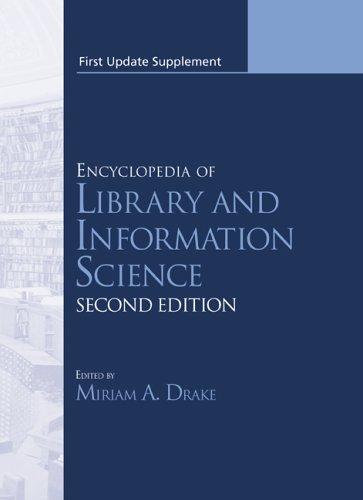 First Update Supplement
ENCYCLOPEDIA OF
LIBRARY AND
INFORMATION
SCIENCE
SECOND EDITION
EDITED BY
MIRIAM A. DRAKE